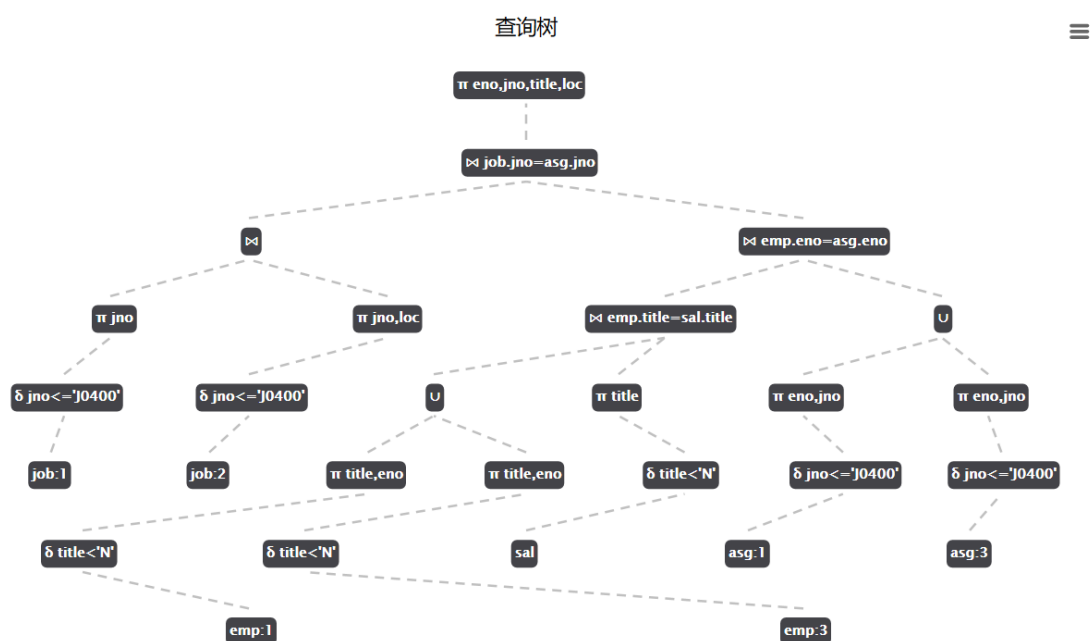 查询树
π eno,jno,title,loc
⋈ job.jno=asg.jno
⋈
⋈ emp.eno=asg.eno
π jno
π jno,loc
⋈ emp.title=sal.title
∪
δ jno<='J0400'
δ jno<='J0400'
∪
π title
π eno,jno
π eno,jno
job:1
job:2
π title,eno
π title,eno
δ title<'N'
δ jno<='J0400'
δ jno<='J0400'
δ title<'N'
δ title<'N'
sal
asg:1
asg:3
emp:1
emp:3